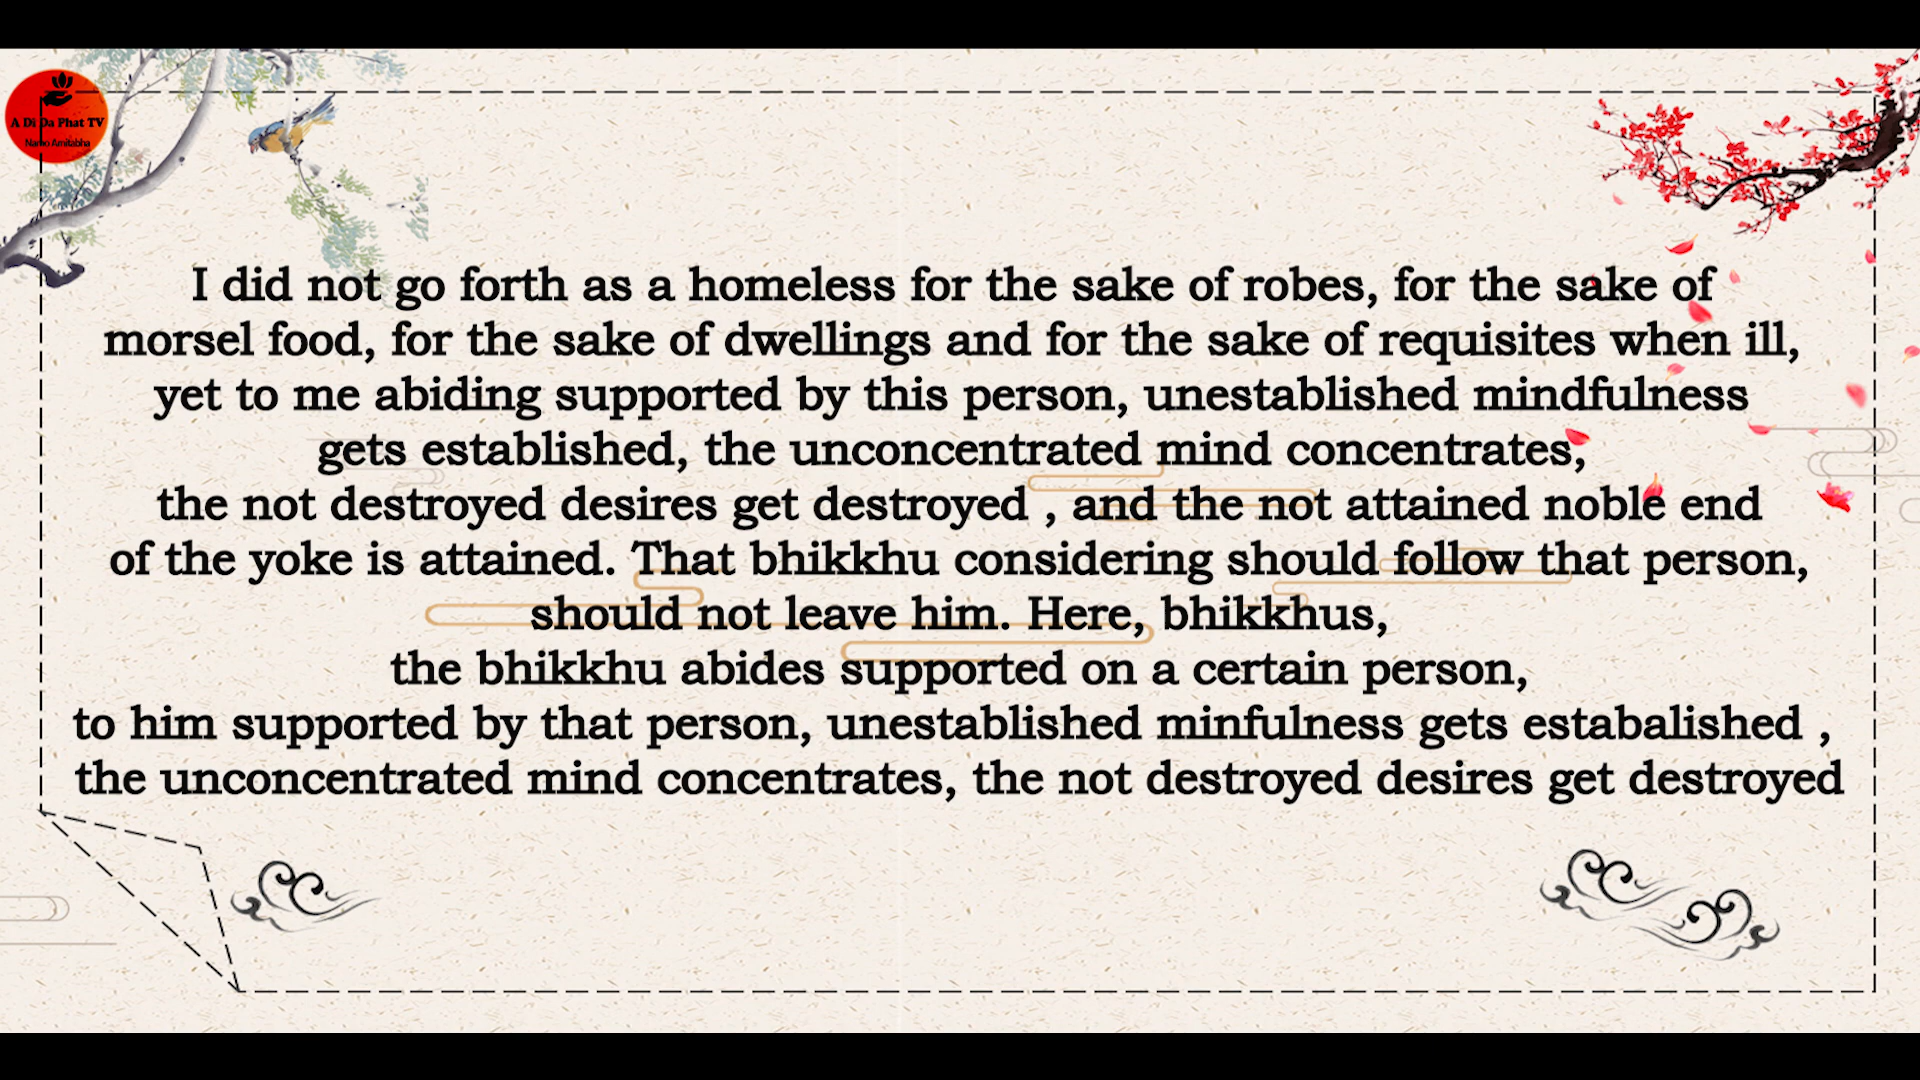 A Di Da Phat TV
Namo Amitabha
I did not go forth as a homeless for the sake of robes, for the sake of
morsel food, for the sake of dwellings and for the sake of requisites when ill,
yet to me abiding supported by this person, unestablished mindfulness
gets established, the unconcentrated mind concentrates,
the not destroyed desires get destroyed , and the not attained noble end
of the yoke is attained. That bhikkhu considering should follow that person,
should not leave him. Here, bhikkhus,
the bhikkhu abides supported on a certain person,
to him supported by that person, unestablished minfulness gets estabalished ,
the unconcentrated mind concentrates, the not destroyed desires get destroyed